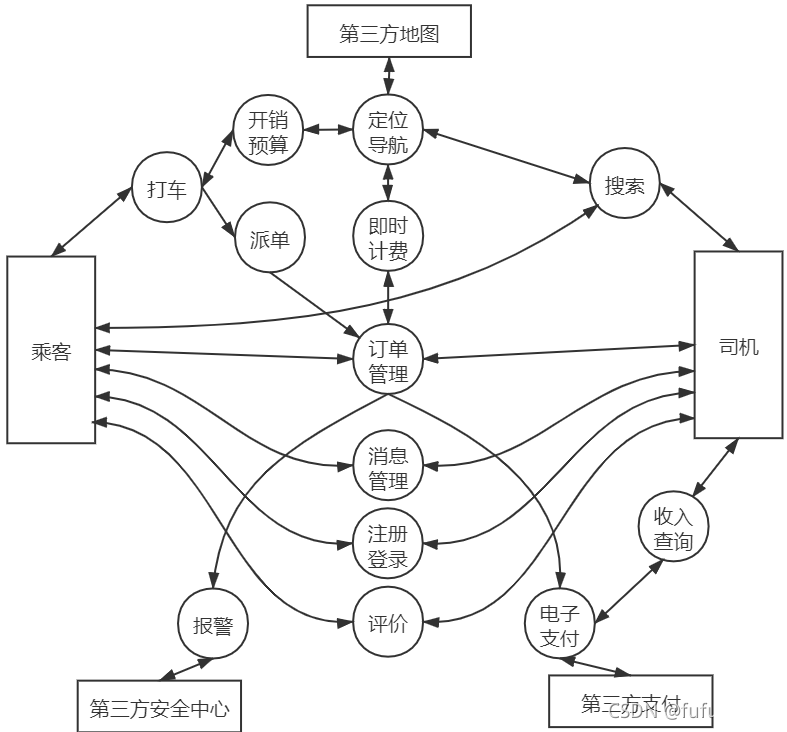 第三方地图
开销
预算
定位
导航
打车
搜索
派单
即时
计费
乘客
订单
管理
司机
消息
管理
注册
登录
收入
查询
报警
评价
电子
支付
第三方安全中心
第三方支付
CSDN @fufu